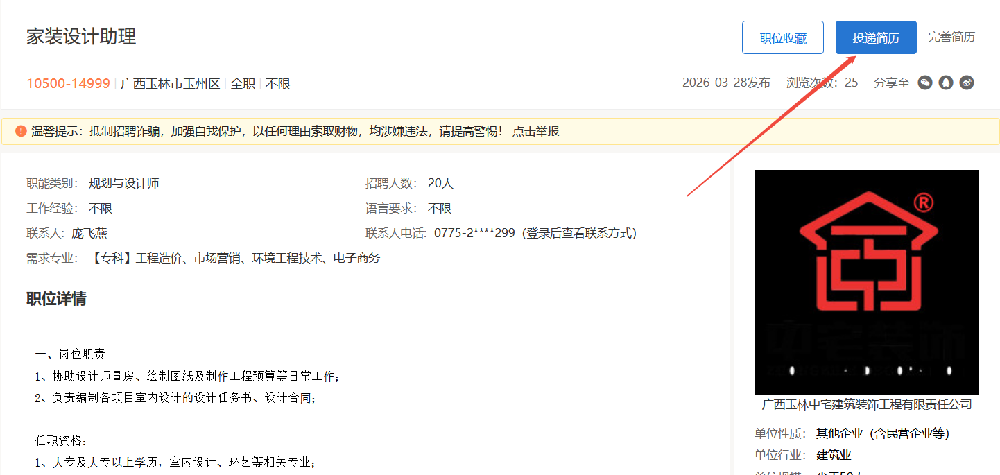 家装设计助理
职位收藏
投递简历
完善简历
10500-14999 广西玉林市玉州区 全职 不限
2026-03-28发布 浏览次数：25 分享至
温馨提示：抵制招聘诈骗，加强自我保护，以任何理由索取财物，均涉嫌违法，请提高警惕！ 点击举报
职能类别： 规划与设计师
招聘人数： 20人
工作经验： 不限
语言要求： 不限
联系人: 庞飞燕
联系人电话: 0775-2****299（登录后查看联系方式）
需求专业： 【专科】工程造价、市场营销、环境工程技术、电子商务
职位详情
一、岗位职责
1、协助设计师量房、绘制图纸及制作工程预算等日常工作；
2、负责编制各项目室内设计的设计任务书、设计合同；
任职资格：
1、大专及大专以上学历，室内设计、环艺等相关专业；
®
中宅装饰
广西玉林中宅建筑装饰工程有限责任公司
单位性质： 其他企业（含民营企业等）
单位行业： 建筑业